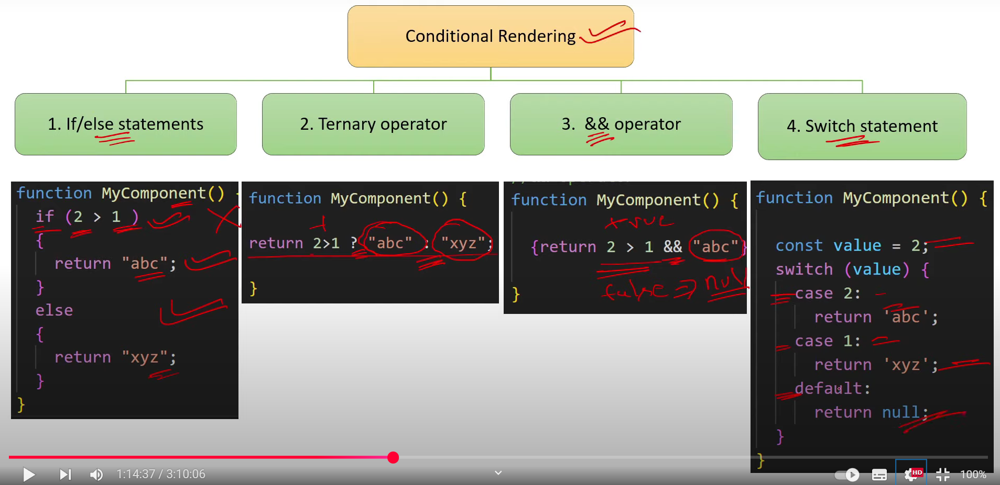 Conditional Rendering
1. If/else statements
2. Ternary operator
3. && operator
4. Switch statement
function MyComponent() {
if (2 > 1 )
{
return "abc";
}
else
{
return "xyz";
}
}
function MyComponent() {
return 2>1 ? "abc" : "xyz";
}
function MyComponent() {
true
{return 2 > 1 && "abc"}
false => null
}
function MyComponent() {
const value = 2;
switch (value) {
case 2:
return 'abc';
case 1:
return 'xyz';
default:
return null;
}
}
1:14:37 / 3:10:06
HD
100%